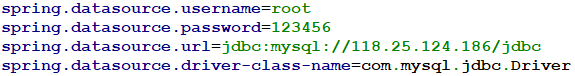 spring.datasource.username=root
spring.datasource.password=123456
spring.datasource.url=jdbc:mysql://118.25.124.186/jdbc
spring.datasource.driver-class-name=com.mysql.jdbc.Driver